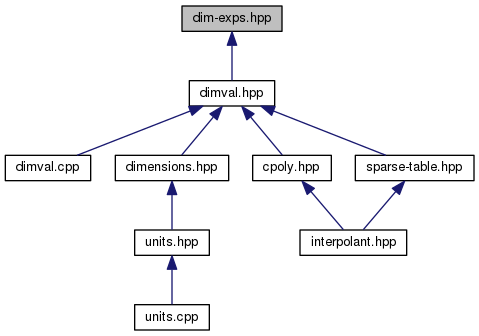 dim-exps.hpp
dimval.hpp
dimval.cpp
dimensions.hpp
cpoly.hpp
sparse-table.hpp
units.hpp
interpolant.hpp
units.cpp